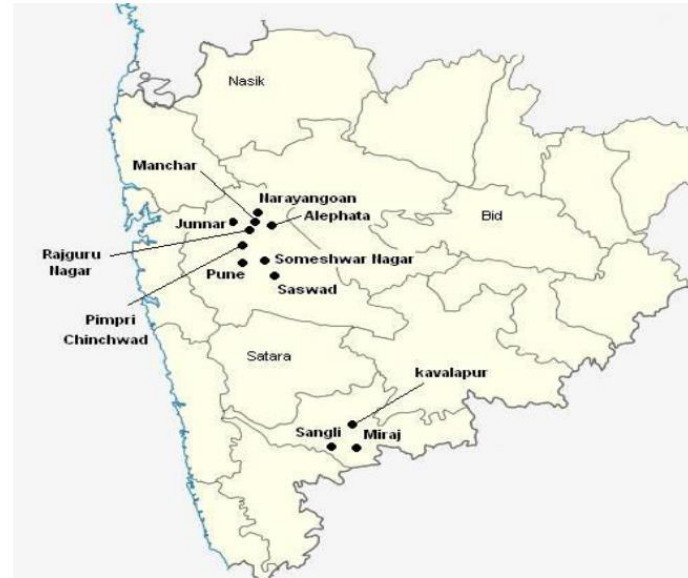 Nasik
Manchar
Narayangoan
Junnar
Alephata
Bid
Rajguru
Nagar
Someshwar Nagar
Pune
Saswad
Pimpri
Chinchwad
Satara
kavalapur
Sangli
Miraj